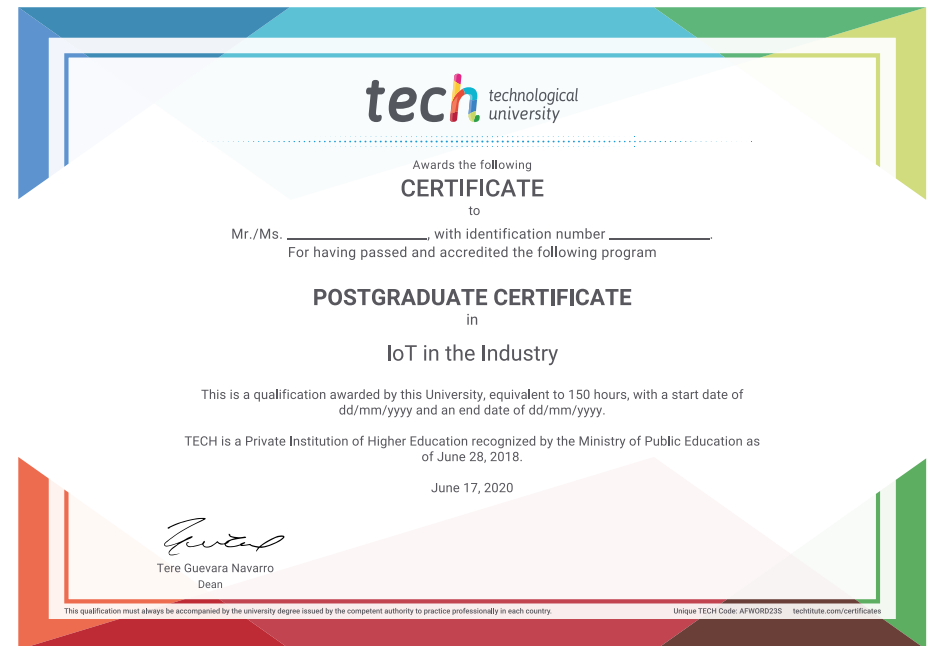 tech technological
university
Awards the following
CERTIFICATE
to
Mr./Ms. ____________________, with identification number ______________.
For having passed and accredited the following program
POSTGRADUATE CERTIFICATE
in
IoT in the Industry
This is a qualification awarded by this University, equivalent to 150 hours, with a start date of
dd/mm/yyyy and an end date of dd/mm/yyyy.
TECH is a Private Institution of Higher Education recognized by the Ministry of Public Education as
of June 28, 2018.
June 17, 2020
Tere Guevara Navarro
Dean
This qualification must always be accompanied by the university degree issued by the competent authority to practice professionally in each country. Unique TECH Code: AFWORD23S techtitute.com/certificates